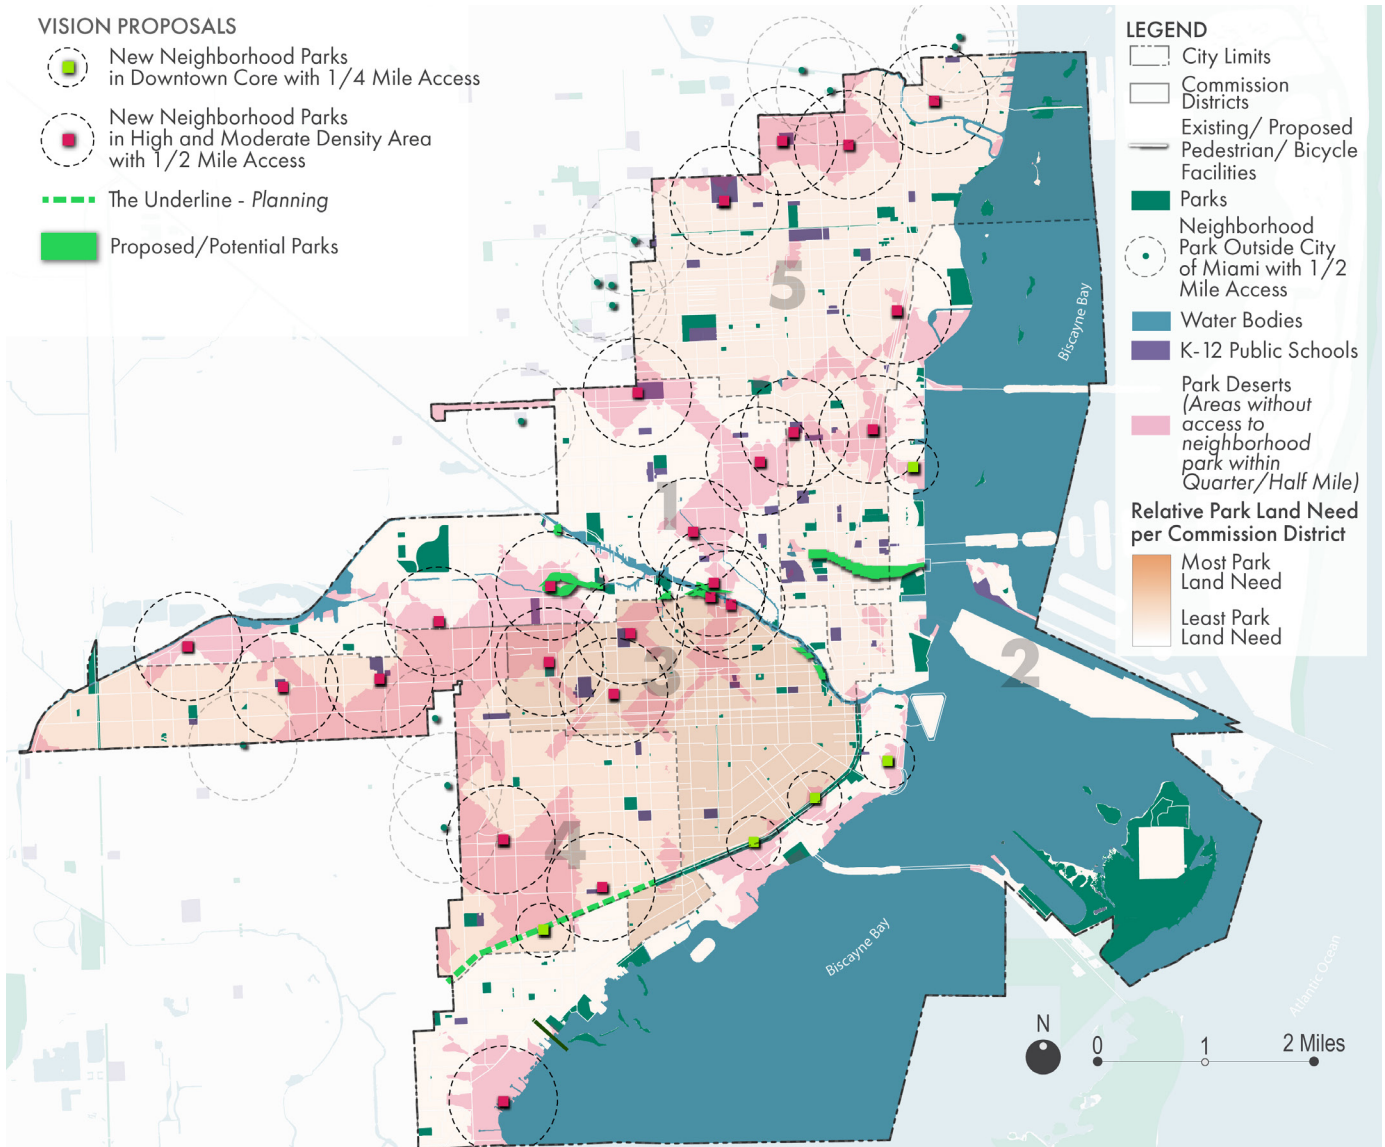 VISION PROPOSALS
New Neighborhood Parks
in Downtown Core with 1/4 Mile Access
New Neighborhood Parks
in High and Moderate Density Area
with 1/2 Mile Access
The Underline - Planning
Proposed/Potential Parks
LEGEND
City Limits
Commission
Districts
Existing/ Proposed
Pedestrian/ Bicycle
Facilities
Parks
Neighborhood
Park Outside City
of Miami with 1/2
Mile Access
Water Bodies
K-12 Public Schools
Park Deserts
(Areas without
access to
neighborhood
park within
Quarter/Half Mile)
Relative Park Land Need
per Commission District
Most Park
Land Need
Least Park
Land Need
5
Biscayne Bay
1
3
2
4
Biscayne Bay
Atlantic Ocean
N
0
1
2 Miles